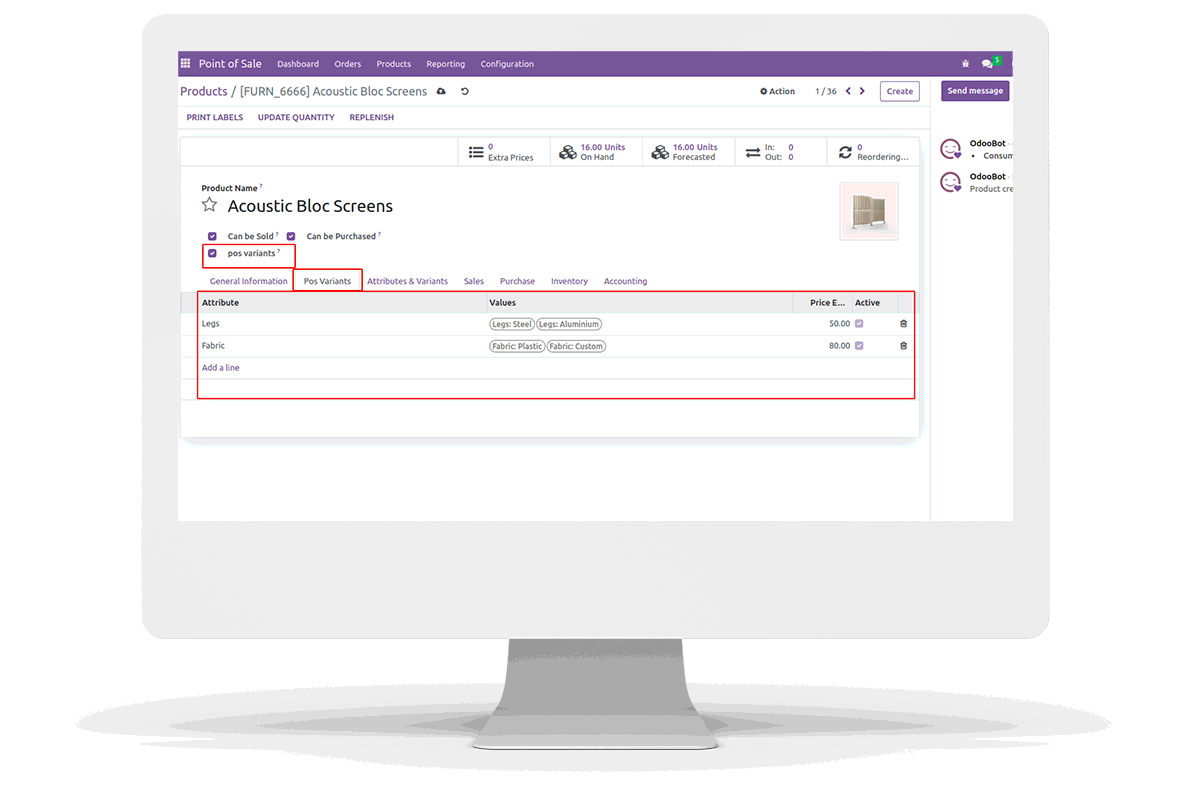 Point of Sale Dashboard Orders Products Reporting Configuration 5
Products / [FURN_6666] Acoustic Bloc Screens Action 1 / 36 Create Send message
PRINT LABELS UPDATE QUANTITY REPLENISH
0 Extra Prices
16.00 Units On Hand
16.00 Units Forecasted
In: 0
Out: 0
0 Reordering...
OdooBot -
• Consum
OdooBot -
Product cre
Product Name ?
Acoustic Bloc Screens
Can be Sold ? Can be Purchased ?
pos variants ?
General Information Pos Variants Attributes & Variants Sales Purchase Inventory Accounting
Attribute Values Price E... Active
Legs Legs: Steel Legs: Aluminium 50.00
Fabric Fabric: Plastic Fabric: Custom 80.00
Add a line